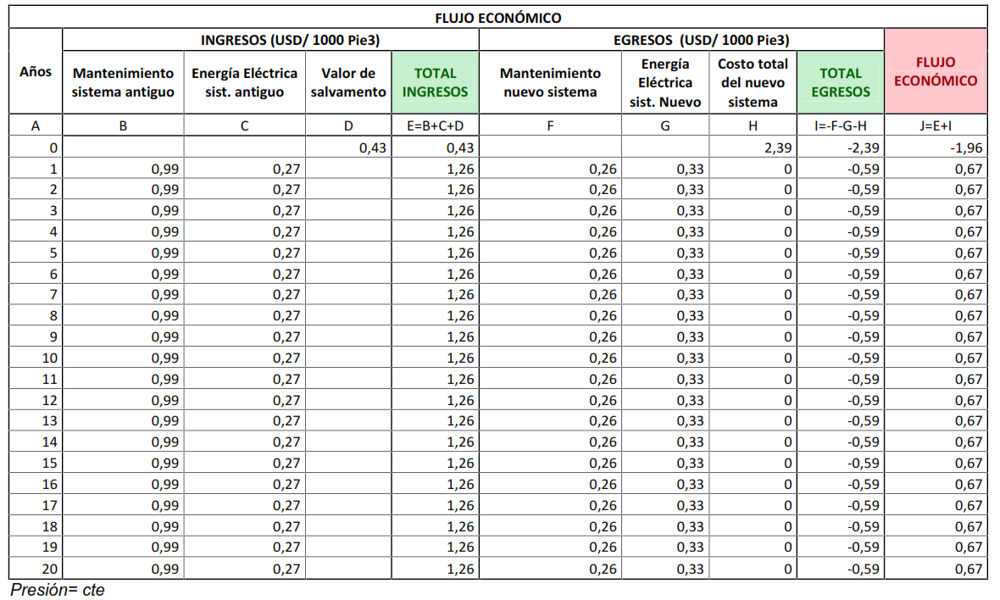 FLUJO ECONÓMICO
INGRESOS (USD/ 1000 Pie3) EGRESOS (USD/ 1000 Pie3)
Años Mantenimiento sistema antiguo Energía Eléctrica sist. antiguo Valor de salvamento TOTAL INGRESOS Mantenimiento nuevo sistema Energía Eléctrica sist. Nuevo Costo total del nuevo sistema TOTAL EGRESOS FLUJO ECONÓMICO
A B C D E=B+C+D F G H I=-F-G-H J=E+I
0 0,43 0,43 2,39 -2,39 -1,96
1 0,99 0,27 1,26 0,26 0,33 0 -0,59 0,67
2 0,99 0,27 1,26 0,26 0,33 0 -0,59 0,67
3 0,99 0,27 1,26 0,26 0,33 0 -0,59 0,67
4 0,99 0,27 1,26 0,26 0,33 0 -0,59 0,67
5 0,99 0,27 1,26 0,26 0,33 0 -0,59 0,67
6 0,99 0,27 1,26 0,26 0,33 0 -0,59 0,67
7 0,99 0,27 1,26 0,26 0,33 0 -0,59 0,67
8 0,99 0,27 1,26 0,26 0,33 0 -0,59 0,67
9 0,99 0,27 1,26 0,26 0,33 0 -0,59 0,67
10 0,99 0,27 1,26 0,26 0,33 0 -0,59 0,67
11 0,99 0,27 1,26 0,26 0,33 0 -0,59 0,67
12 0,99 0,27 1,26 0,26 0,33 0 -0,59 0,67
13 0,99 0,27 1,26 0,26 0,33 0 -0,59 0,67
14 0,99 0,27 1,26 0,26 0,33 0 -0,59 0,67
15 0,99 0,27 1,26 0,26 0,33 0 -0,59 0,67
16 0,99 0,27 1,26 0,26 0,33 0 -0,59 0,67
17 0,99 0,27 1,26 0,26 0,33 0 -0,59 0,67
18 0,99 0,27 1,26 0,26 0,33 0 -0,59 0,67
19 0,99 0,27 1,26 0,26 0,33 0 -0,59 0,67
20 0,99 0,27 1,26 0,26 0,33 0 -0,59 0,67
Presión= cte